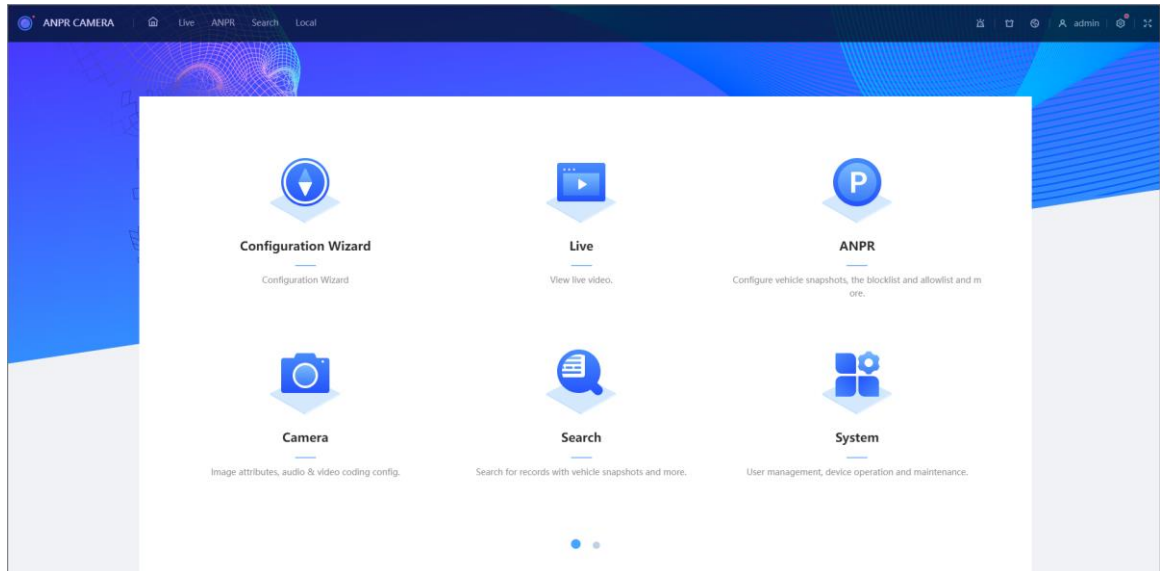 ANPR CAMERA Live ANPR Search Local admin
P
Configuration Wizard Live ANPR
Configuration Wizard View live video. Configure vehicle snapshots, the blocklist and allowlist and m
ore.
Camera Search System
Image attributes, audio & video coding config. Search for records with vehicle snapshots and more. User management, device operation and maintenance.